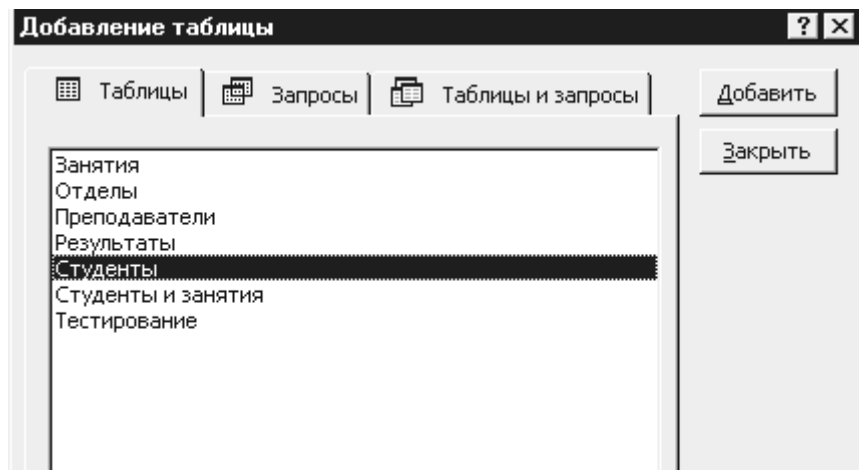 Добавление таблицы
Таблицы Запросы Таблицы и запросы
Добавить
Закрыть
Занятия
Отделы
Преподаватели
Результаты
Студенты
Студенты и занятия
Тестирование